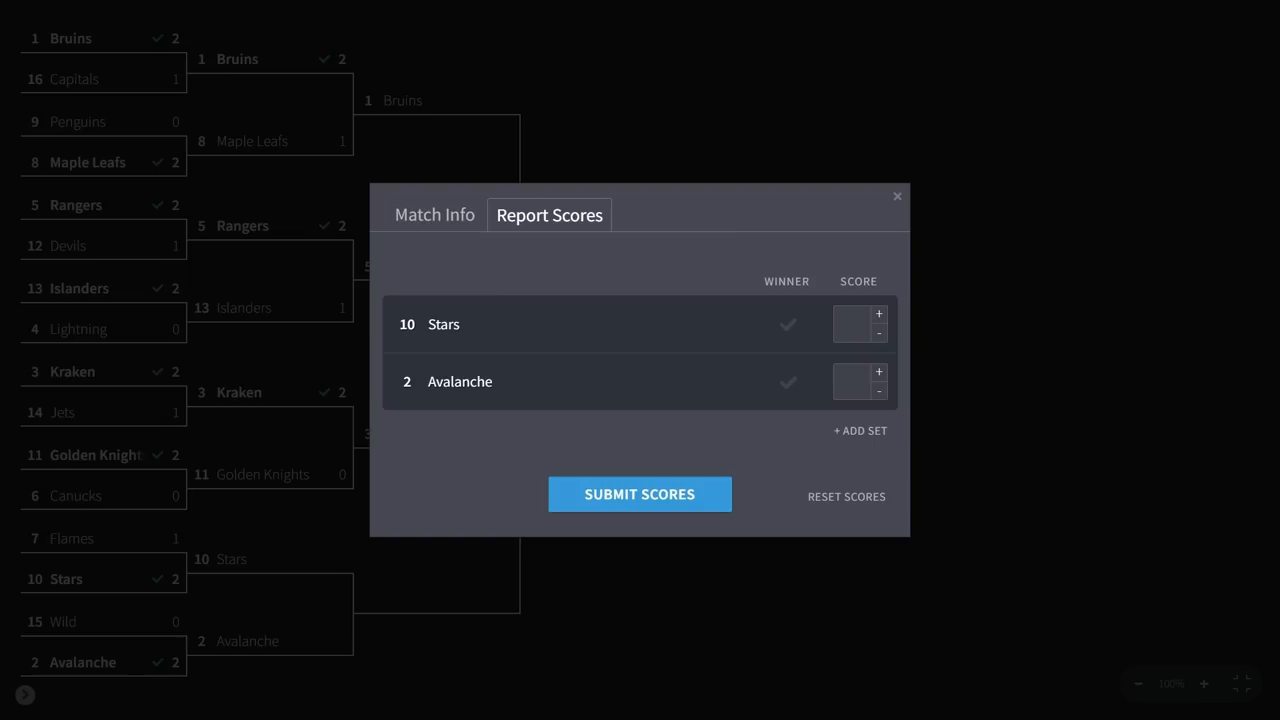 1 Bruins 2
16 Capitals 1
9 Penguins 0
8 Maple Leafs 2
5 Rangers 2
12 Devils 1
13 Islanders 2
4 Lightning 0
3 Kraken 2
14 Jets 1
11 Golden Knight 2
6 Canucks 0
7 Flames 1
10 Stars 2
15 Wild 0
2 Avalanche 2
1 Bruins 2
8 Maple Leafs 1
5 Rangers 2
13 Islanders 1
3 Kraken 2
11 Golden Knights 0
10 Stars
2 Avalanche
1 Bruins
5
3
Match Info Report Scores ×
WINNER SCORE
10 Stars + -
2 Avalanche + -
+ ADD SET
SUBMIT SCORES
RESET SCORES
− 100% +